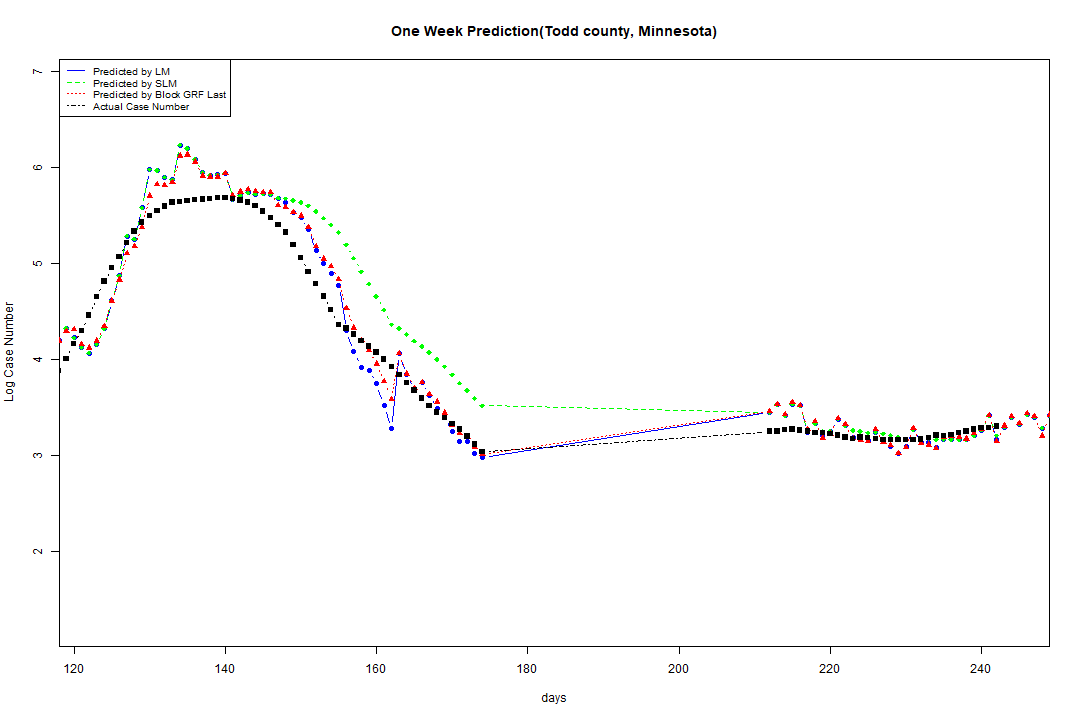 One Week Prediction(Todd county, Minnesota)
Predicted by LM
Predicted by SLM
Predicted by Block GRF Last
Actual Case Number
Log Case Number
7
6
5
4
3
2
120 140 160 180 200 220 240
days